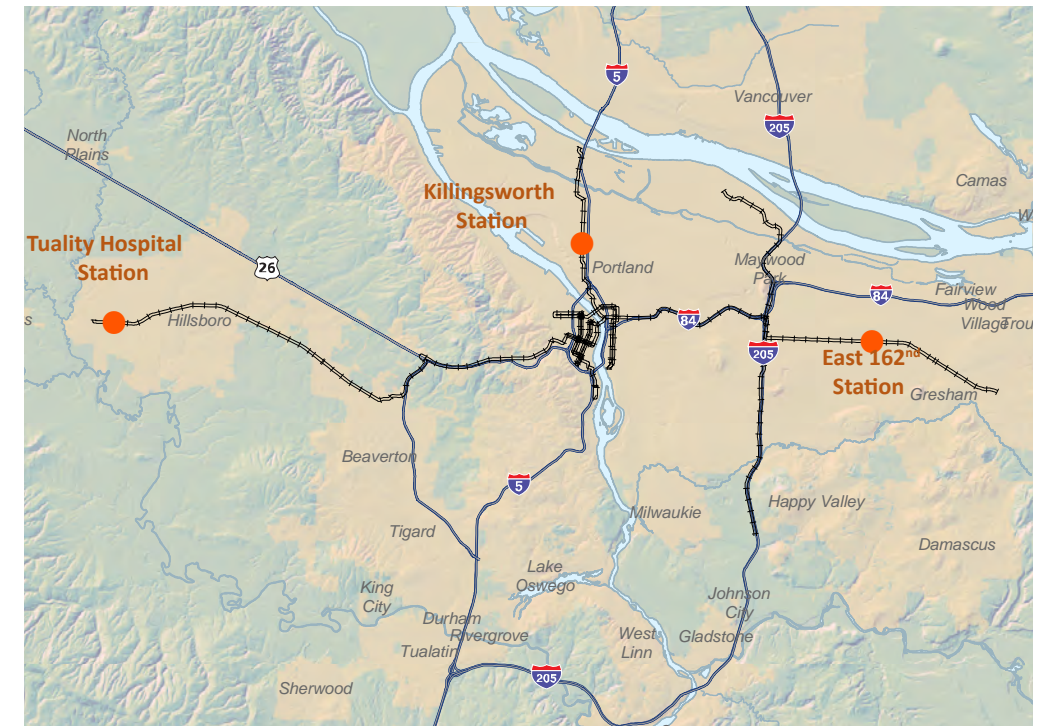 5
Vancouver
205
North
Plains
Camas
W
Killingsworth
Station
Tuality Hospital
Station
26
Portland
Maywood
Park
84
Fairview
Wood
Village
Trou
s
Hillsboro
84
205
East 162nd
Station
Gresham
Beaverton
5
Happy Valley
Milwaukie
Tigard
Damascus
Lake
Oswego
King
City
Johnson
City
Durham
Rivergrove
West
Linn
Gladstone
Tualatin
205
Sherwood